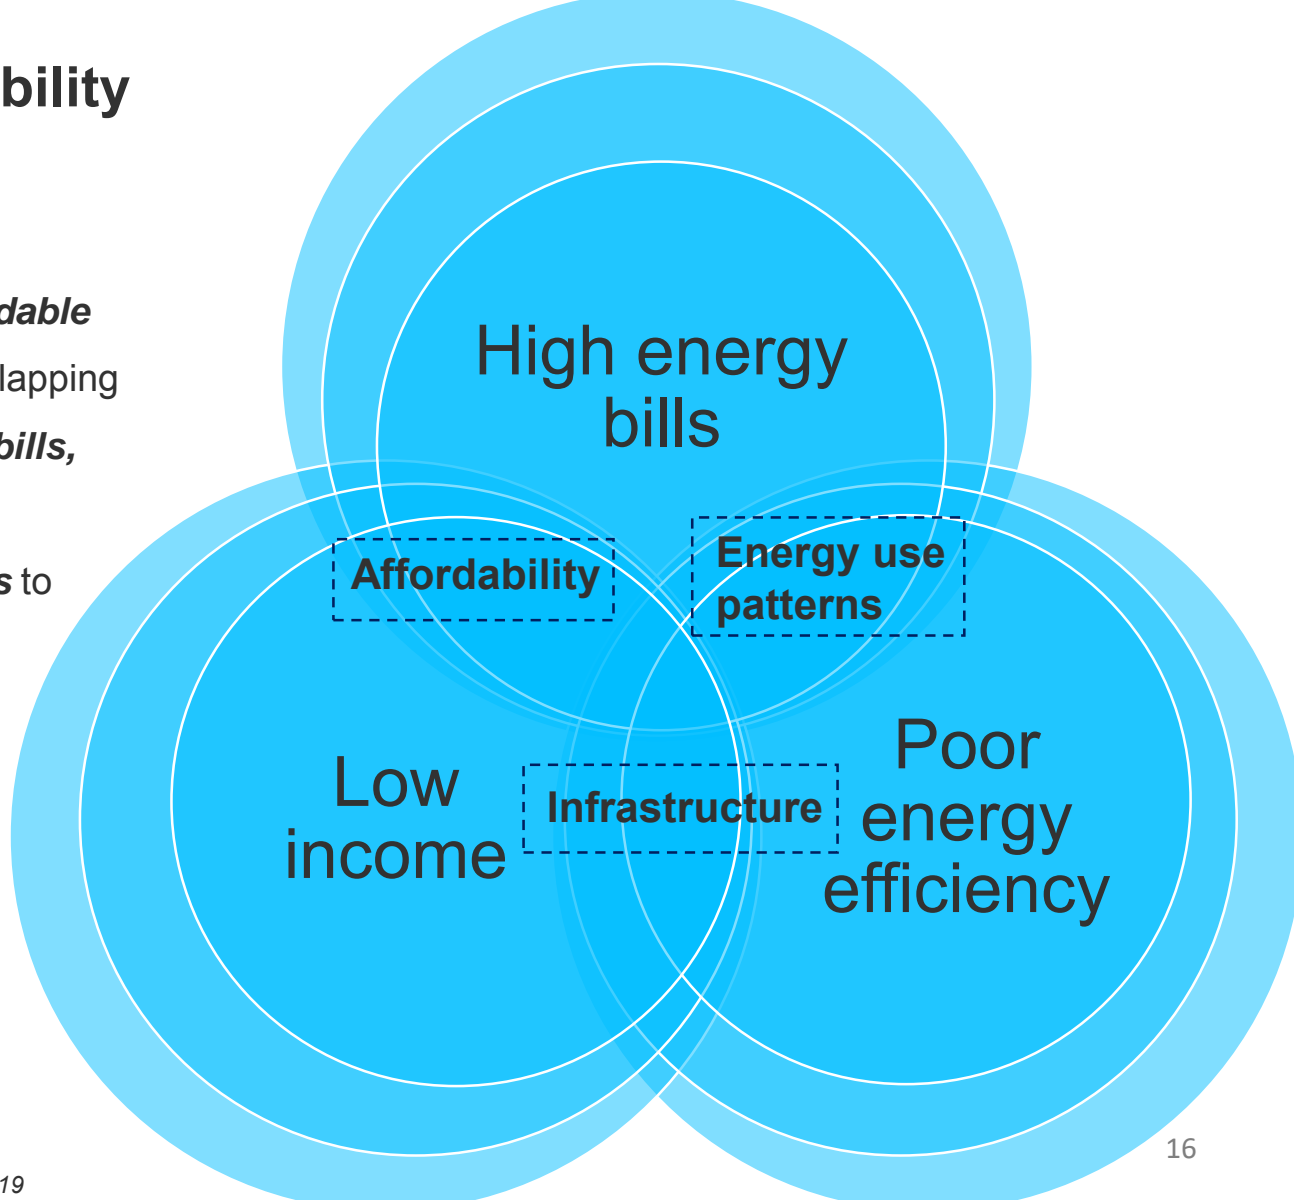 bility
dable
lapping
bills,
s to
High energy
bills
Affordability
Energy use
patterns
Low
income
Infrastructure
Poor
energy
efficiency
16
19